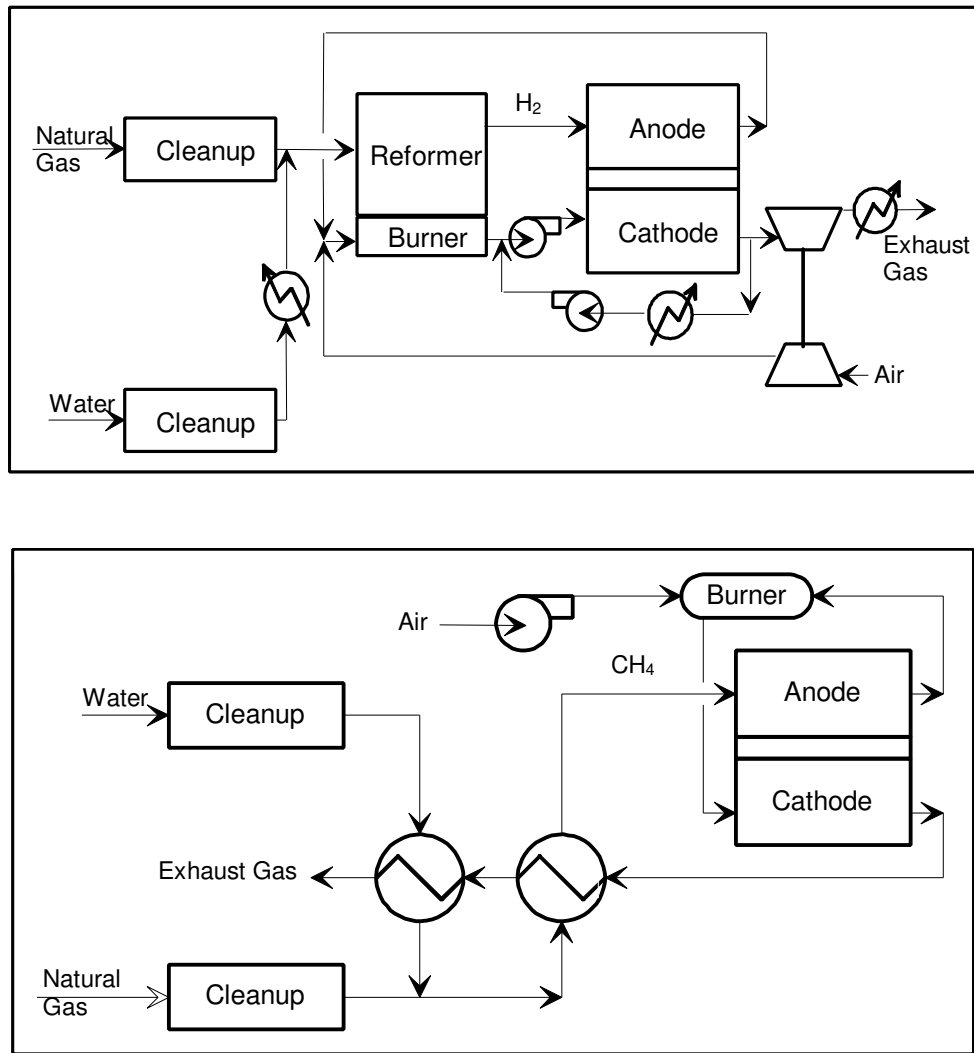 H₂
Natural
Gas
Cleanup
Reformer
Anode
Burner
Cathode
Exhaust
Gas
Air
Water
Cleanup
Burner
Air
CH₄
Water
Cleanup
Anode
Cathode
Exhaust Gas
Natural
Gas
Cleanup